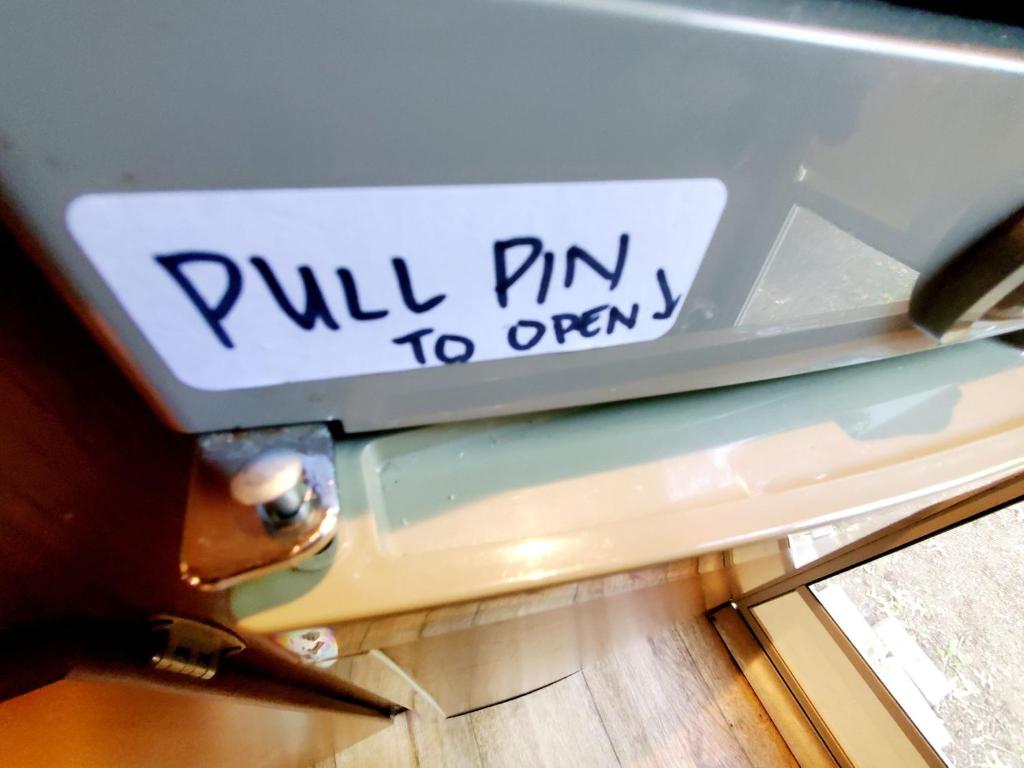 PULL PIN
TO OPEN ↓